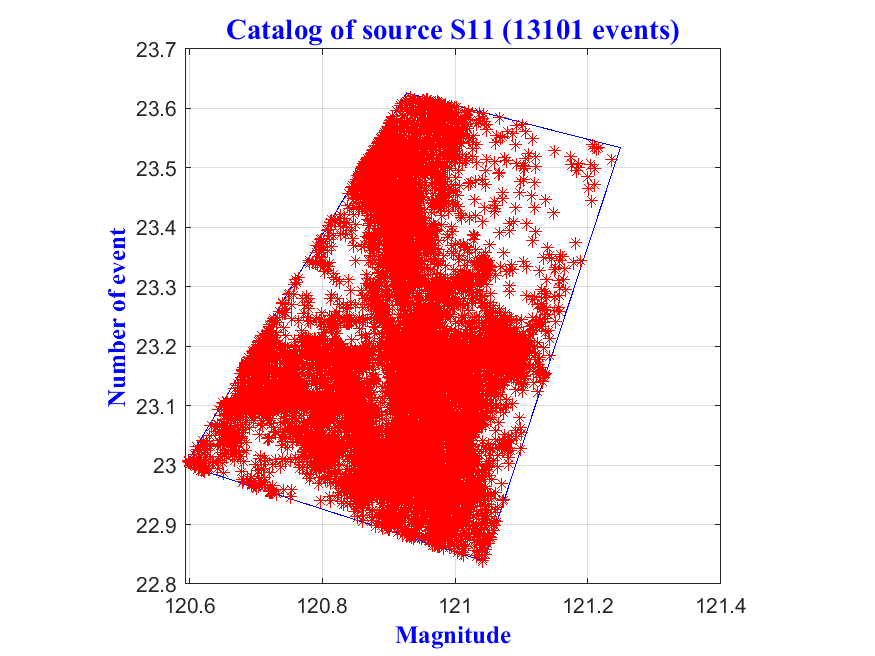 Catalog of source S11 (13101 events)
23.7
23.6
23.5
23.4
23.3
23.2
23.1
23
22.9
22.8
Number of event
120.6 120.8 121 121.2 121.4
Magnitude